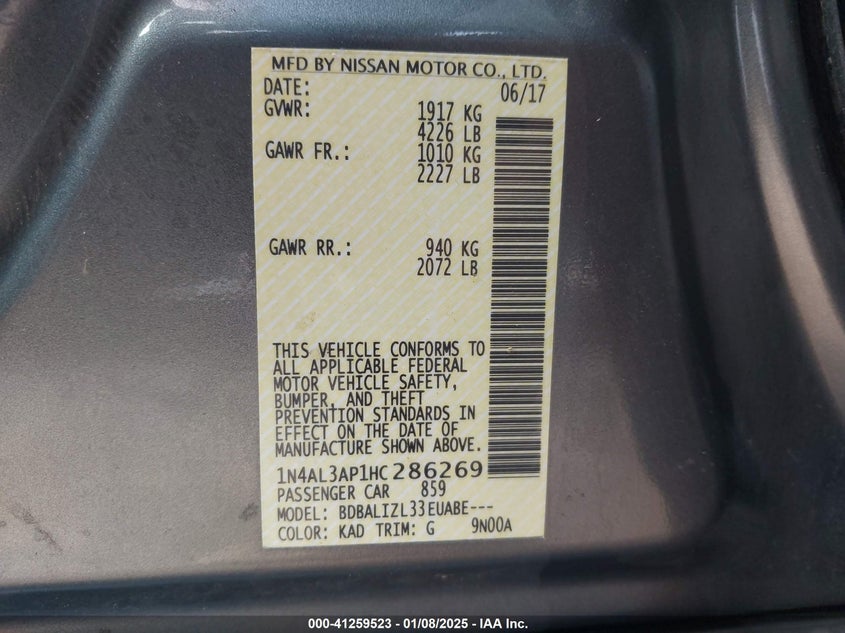 MFD BY NISSAN MOTOR CO., LTD.
DATE: 06/17
GVWR: 1917 KG
4226 LB
GAWR FR.: 1010 KG
2227 LB
GAWR RR.: 940 KG
2072 LB
THIS VEHICLE CONFORMS TO
ALL APPLICABLE FEDERAL
MOTOR VEHICLE SAFETY,
BUMPER, AND THEFT
PREVENTION STANDARDS IN
EFFECT ON THE DATE OF
MANUFACTURE SHOWN ABOVE.
1N4AL3AP1HC286269
PASSENGER CAR 859
MODEL: BDBALIZL33EUABE---
COLOR: KAD TRIM: G 9N00A
000-41259523 - 01/08/2025 - IAA Inc.